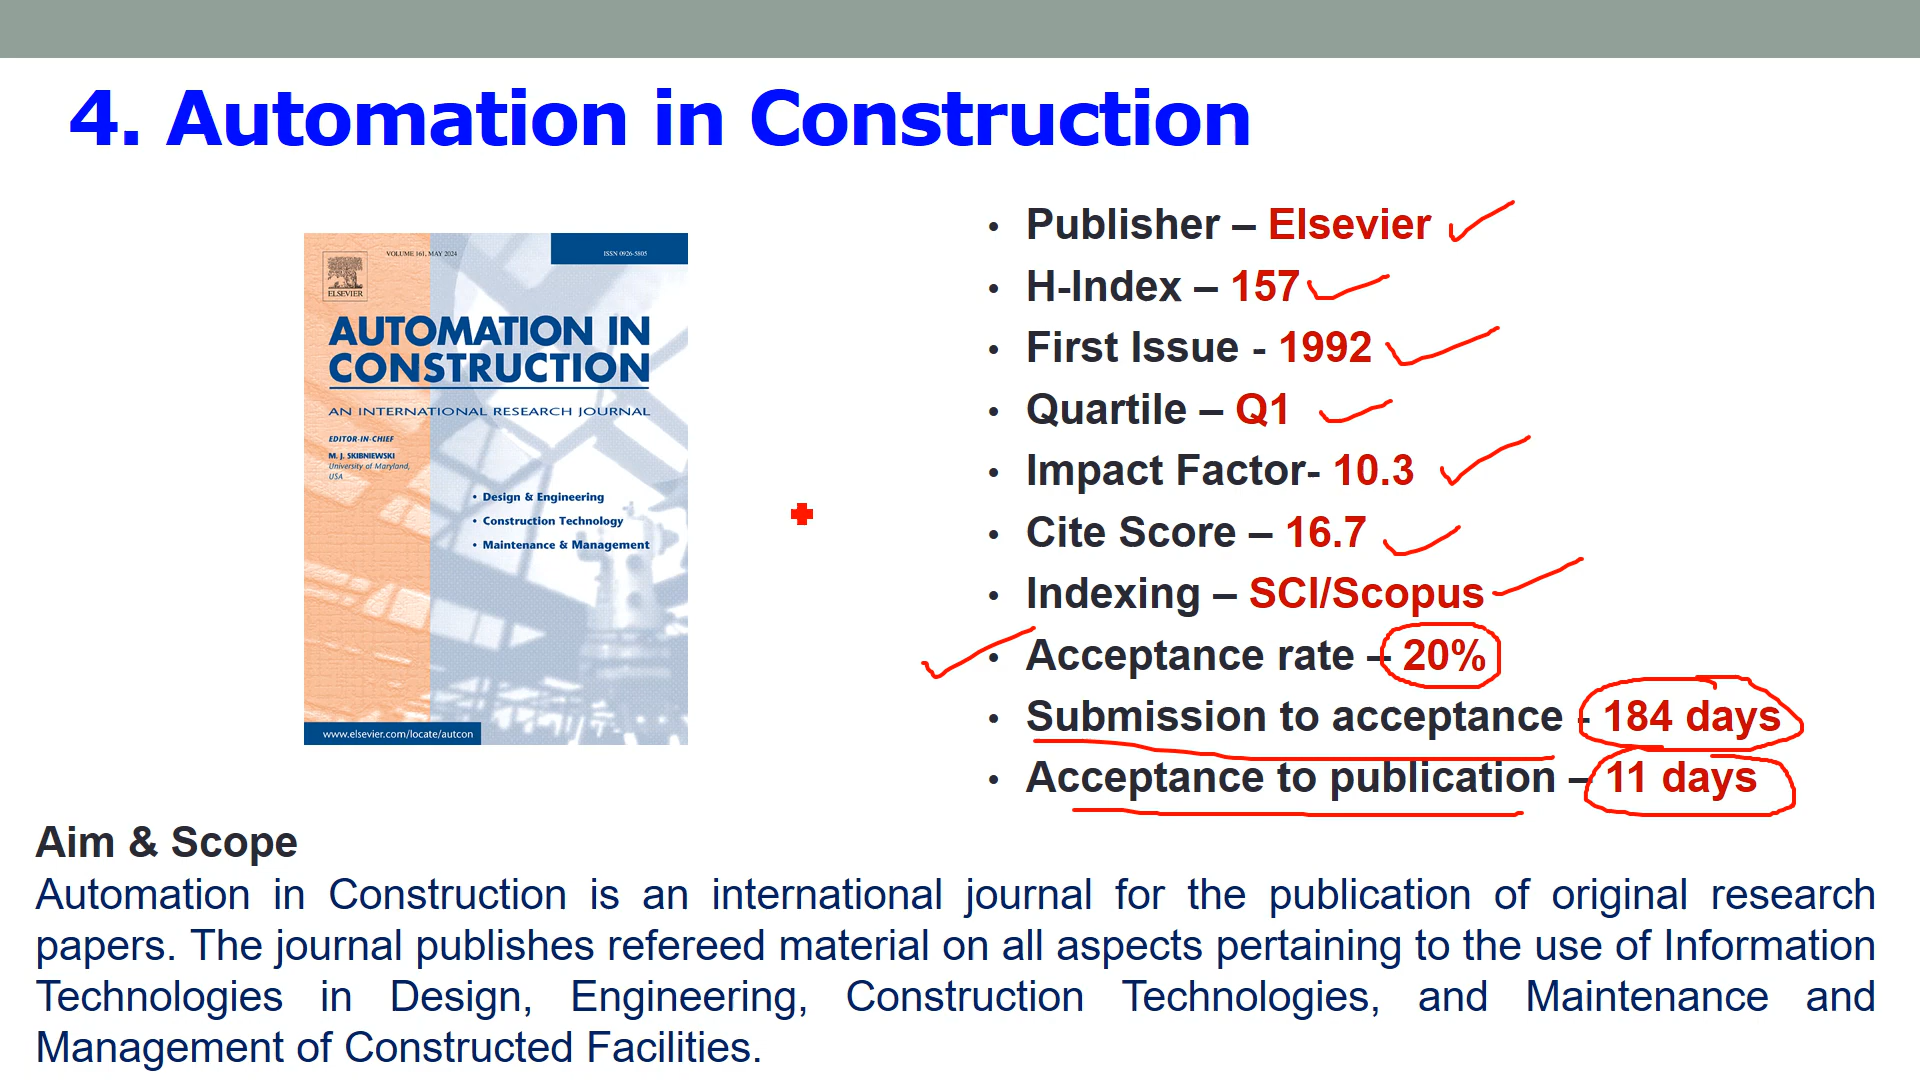 4. Automation in Construction
VOLUME 161, MAY 2024
ISSN 0926-5805
ELSEVIER
AUTOMATION IN
CONSTRUCTION
AN INTERNATIONAL RESEARCH JOURNAL
EDITOR-IN-CHIEF
M. J. SKIBNIEWSKI
University of Maryland,
USA
• Design & Engineering
• Construction Technology
• Maintenance & Management
www.elsevier.com/locate/autcon
• Publisher – Elsevier
• H-Index – 157
• First Issue - 1992
• Quartile – Q1
• Impact Factor- 10.3
• Cite Score – 16.7
• Indexing – SCI/Scopus
• Acceptance rate – 20%
• Submission to acceptance - 184 days
• Acceptance to publication – 11 days
Aim & Scope
Automation in Construction is an international journal for the publication of original research
papers. The journal publishes refereed material on all aspects pertaining to the use of Information
Technologies in Design, Engineering, Construction Technologies, and Maintenance and
Management of Constructed Facilities.